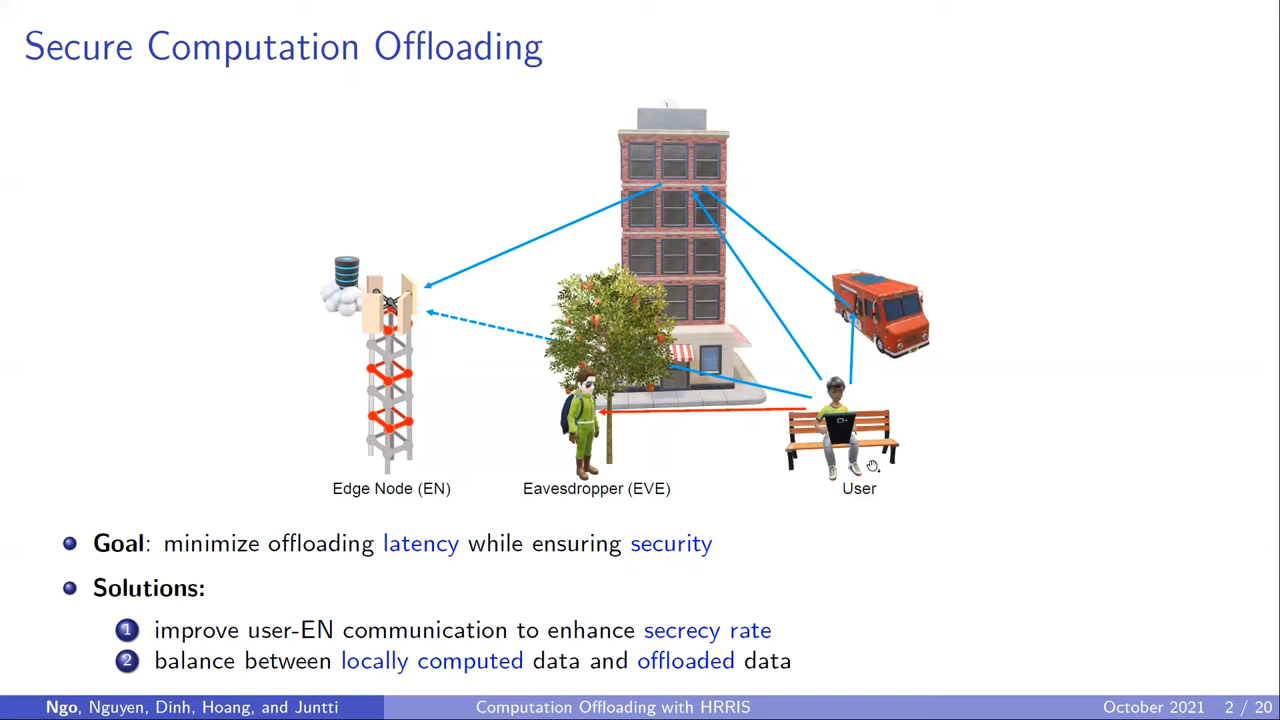 Secure Computation Offloading
Edge Node (EN)
Eavesdropper (EVE)
User
Goal: minimize offloading latency while ensuring security
Solutions:
1 improve user-EN communication to enhance secrecy rate
2 balance between locally computed data and offloaded data
Ngo, Nguyen, Dinh, Hoang, and Juntti
Computation Offloading with HRRIS
October 2021 2 / 20